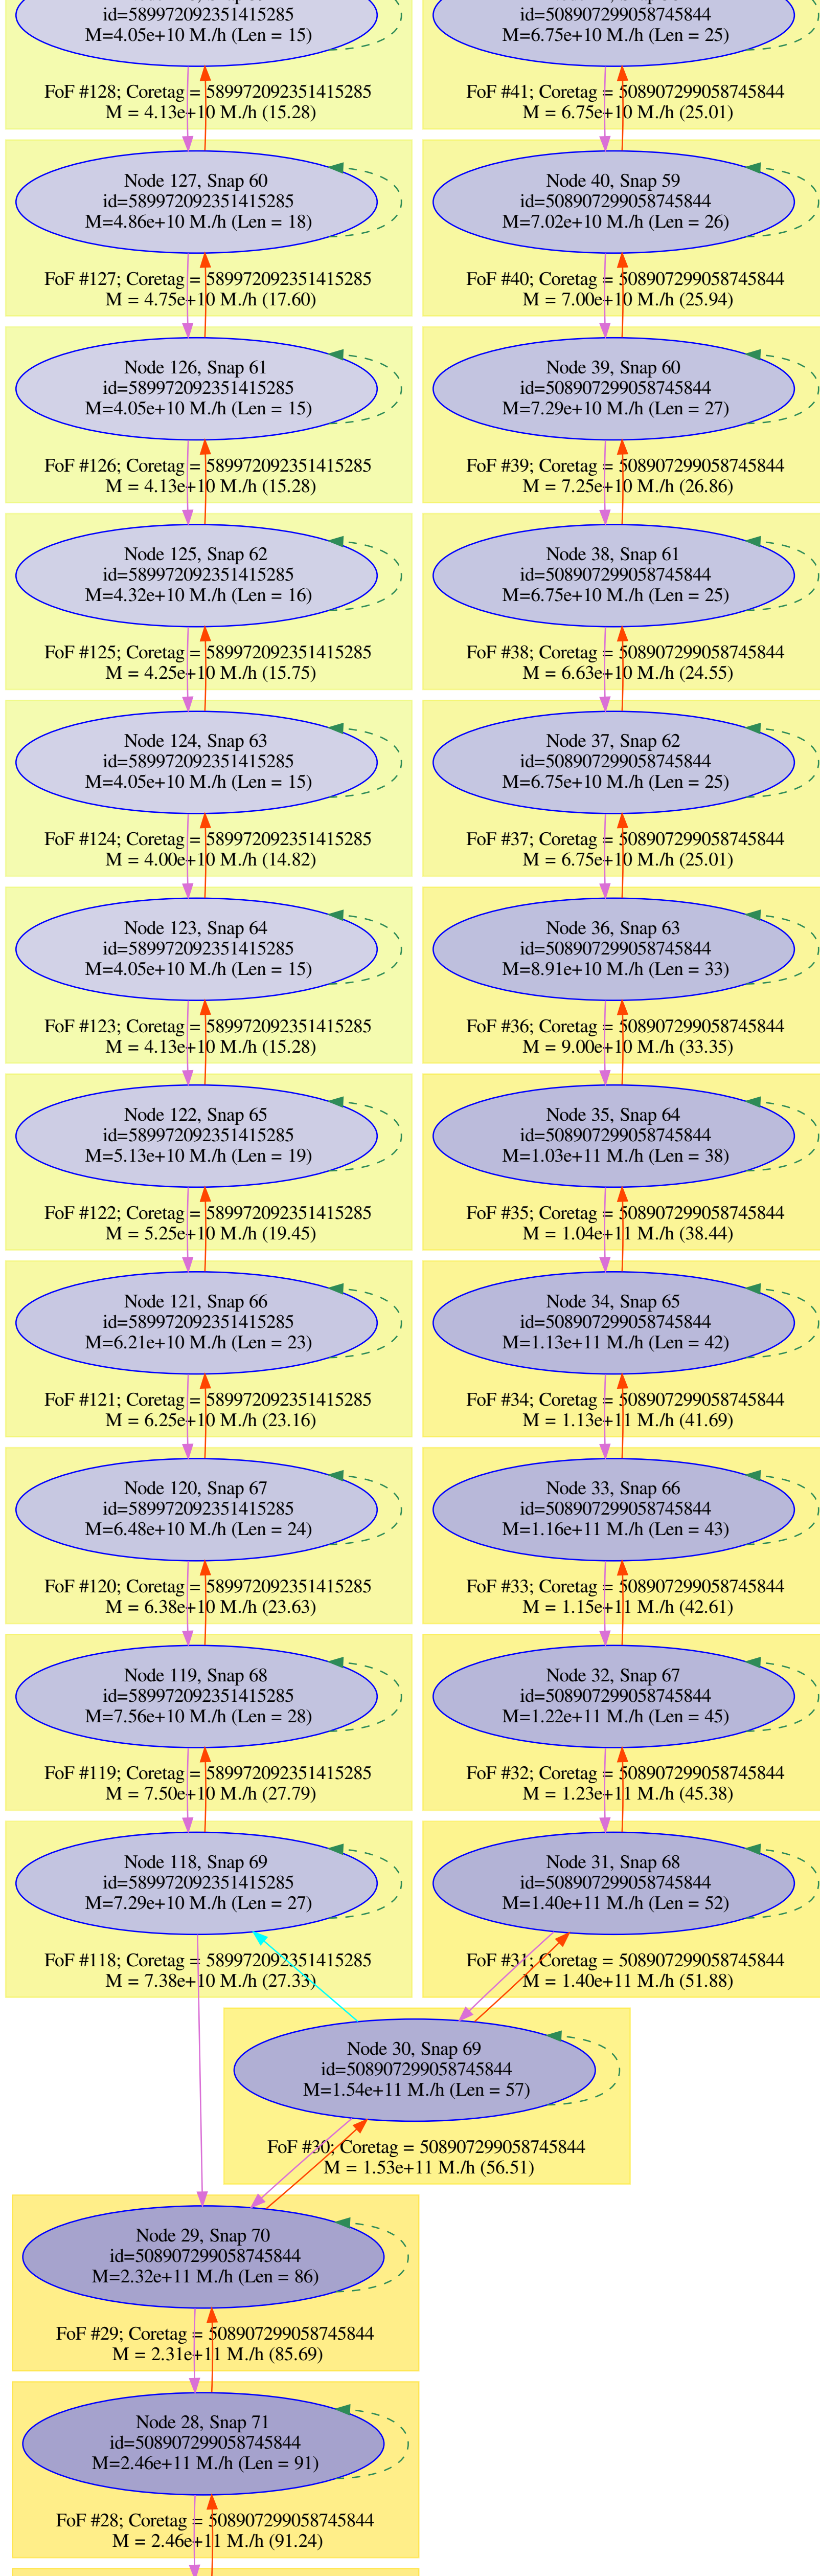 id=589972092351415285
M=4.05e+10 M./h (Len = 15)
FoF #128; Coretag = 589972092351415285
M = 4.13e+10 M./h (15.28)
Node 127, Snap 60
id=589972092351415285
M=4.86e+10 M./h (Len = 18)
FoF #127; Coretag = 589972092351415285
M = 4.75e+10 M./h (17.60)
Node 126, Snap 61
id=589972092351415285
M=4.05e+10 M./h (Len = 15)
FoF #126; Coretag = 589972092351415285
M = 4.13e+10 M./h (15.28)
Node 125, Snap 62
id=589972092351415285
M=4.32e+10 M./h (Len = 16)
FoF #125; Coretag = 589972092351415285
M = 4.25e+10 M./h (15.75)
Node 124, Snap 63
id=589972092351415285
M=4.05e+10 M./h (Len = 15)
FoF #124; Coretag = 589972092351415285
M = 4.00e+10 M./h (14.82)
Node 123, Snap 64
id=589972092351415285
M=4.05e+10 M./h (Len = 15)
FoF #123; Coretag = 589972092351415285
M = 4.13e+10 M./h (15.28)
Node 122, Snap 65
id=589972092351415285
M=5.13e+10 M./h (Len = 19)
FoF #122; Coretag = 589972092351415285
M = 5.25e+10 M./h (19.45)
Node 121, Snap 66
id=589972092351415285
M=6.21e+10 M./h (Len = 23)
FoF #121; Coretag = 589972092351415285
M = 6.25e+10 M./h (23.16)
Node 120, Snap 67
id=589972092351415285
M=6.48e+10 M./h (Len = 24)
FoF #120; Coretag = 589972092351415285
M = 6.38e+10 M./h (23.63)
Node 119, Snap 68
id=589972092351415285
M=7.56e+10 M./h (Len = 28)
FoF #119; Coretag = 589972092351415285
M = 7.50e+10 M./h (27.79)
Node 118, Snap 69
id=589972092351415285
M=7.29e+10 M./h (Len = 27)
FoF #118; Coretag = 589972092351415285
M = 7.38e+10 M./h (27.33)
id=508907299058745844
M=6.75e+10 M./h (Len = 25)
FoF #41; Coretag = 508907299058745844
M = 6.75e+10 M./h (25.01)
Node 40, Snap 59
id=508907299058745844
M=7.02e+10 M./h (Len = 26)
FoF #40; Coretag = 508907299058745844
M = 7.00e+10 M./h (25.94)
Node 39, Snap 60
id=508907299058745844
M=7.29e+10 M./h (Len = 27)
FoF #39; Coretag = 508907299058745844
M = 7.25e+10 M./h (26.86)
Node 38, Snap 61
id=508907299058745844
M=6.75e+10 M./h (Len = 25)
FoF #38; Coretag = 508907299058745844
M = 6.63e+10 M./h (24.55)
Node 37, Snap 62
id=508907299058745844
M=6.75e+10 M./h (Len = 25)
FoF #37; Coretag = 508907299058745844
M = 6.75e+10 M./h (25.01)
Node 36, Snap 63
id=508907299058745844
M=8.91e+10 M./h (Len = 33)
FoF #36; Coretag = 508907299058745844
M = 9.00e+10 M./h (33.35)
Node 35, Snap 64
id=508907299058745844
M=1.03e+11 M./h (Len = 38)
FoF #35; Coretag = 508907299058745844
M = 1.04e+11 M./h (38.44)
Node 34, Snap 65
id=508907299058745844
M=1.13e+11 M./h (Len = 42)
FoF #34; Coretag = 508907299058745844
M = 1.13e+11 M./h (41.69)
Node 33, Snap 66
id=508907299058745844
M=1.16e+11 M./h (Len = 43)
FoF #33; Coretag = 508907299058745844
M = 1.15e+11 M./h (42.61)
Node 32, Snap 67
id=508907299058745844
M=1.22e+11 M./h (Len = 45)
FoF #32; Coretag = 508907299058745844
M = 1.23e+11 M./h (45.38)
Node 31, Snap 68
id=508907299058745844
M=1.40e+11 M./h (Len = 52)
FoF #31; Coretag = 508907299058745844
M = 1.40e+11 M./h (51.88)
Node 30, Snap 69
id=508907299058745844
M=1.54e+11 M./h (Len = 57)
FoF #30; Coretag = 508907299058745844
M = 1.53e+11 M./h (56.51)
Node 29, Snap 70
id=508907299058745844
M=2.32e+11 M./h (Len = 86)
FoF #29; Coretag = 508907299058745844
M = 2.31e+11 M./h (85.69)
Node 28, Snap 71
id=508907299058745844
M=2.46e+11 M./h (Len = 91)
FoF #28; Coretag = 508907299058745844
M = 2.46e+11 M./h (91.24)